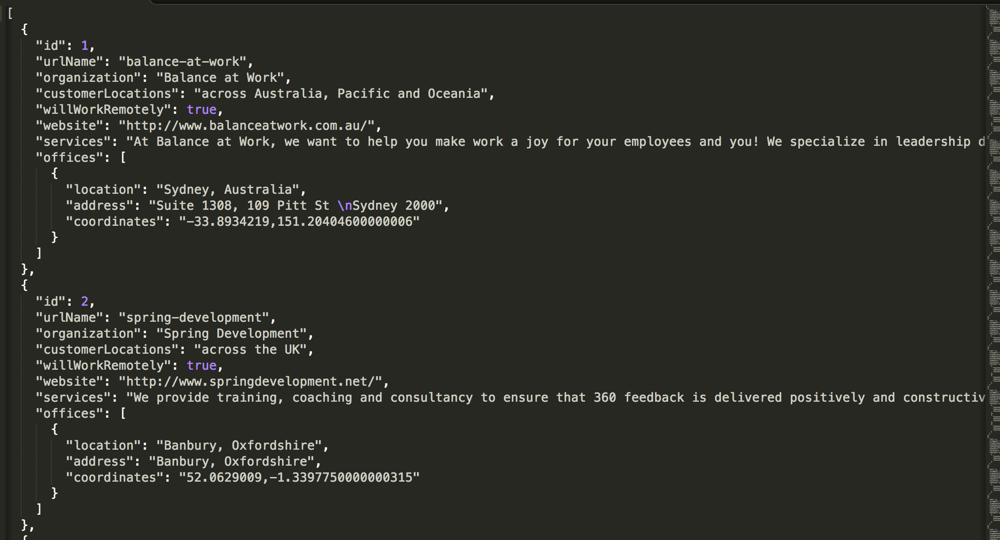 [
  {
    "id": 1,
    "urlName": "balance-at-work",
    "organization": "Balance at Work",
    "customerLocations": "across Australia, Pacific and Oceania",
    "willWorkRemotely": true,
    "website": "http://www.balanceatwork.com.au/",
    "services": "At Balance at Work, we want to help you make work a joy for your employees and you! We specialize in leadership d
    "offices": [
      {
        "location": "Sydney, Australia",
        "address": "Suite 1308, 109 Pitt St \nSydney 2000",
        "coordinates": "-33.8934219,151.20404600000006"
      }
    ]
  },
  {
    "id": 2,
    "urlName": "spring-development",
    "organization": "Spring Development",
    "customerLocations": "across the UK",
    "willWorkRemotely": true,
    "website": "http://www.springdevelopment.net/",
    "services": "We provide training, coaching and consultancy to ensure that 360 feedback is delivered positively and constructiv
    "offices": [
      {
        "location": "Banbury, Oxfordshire",
        "address": "Banbury, Oxfordshire",
        "coordinates": "52.0629009,-1.3397750000000315"
      }
    ]
  },
  {